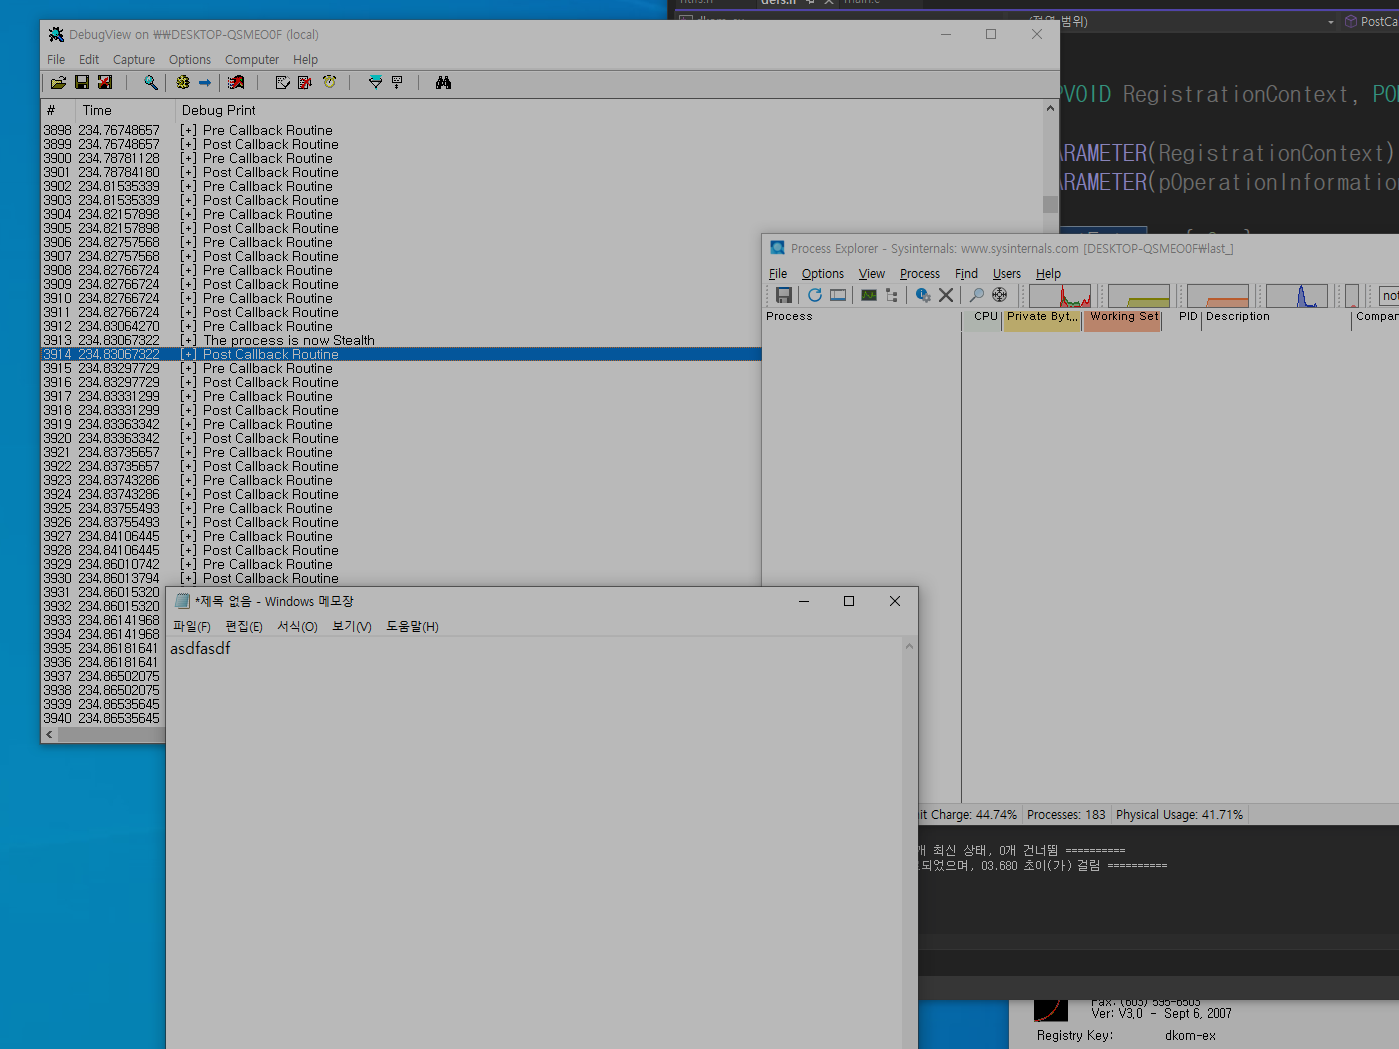 DebugView on ₩₩DESKTOP-QSMEO0F (local)
File Edit Capture Options Computer Help
# Time Debug Print
3898 234.76748657 [+] Pre Callback Routine
3899 234.76748657 [+] Post Callback Routine
3900 234.78781128 [+] Pre Callback Routine
3901 234.78784180 [+] Post Callback Routine
3902 234.81535339 [+] Pre Callback Routine
3903 234.81535339 [+] Post Callback Routine
3904 234.82157898 [+] Pre Callback Routine
3905 234.82157898 [+] Post Callback Routine
3906 234.82757568 [+] Pre Callback Routine
3907 234.82757568 [+] Post Callback Routine
3908 234.82766724 [+] Pre Callback Routine
3909 234.82766724 [+] Post Callback Routine
3910 234.82766724 [+] Pre Callback Routine
3911 234.82766724 [+] Post Callback Routine
3912 234.83064270 [+] Pre Callback Routine
3913 234.83067322 [+] The process is now Stealth
3914 234.83067322 [+] Post Callback Routine
3915 234.83297729 [+] Pre Callback Routine
3916 234.83297729 [+] Post Callback Routine
3917 234.83331299 [+] Pre Callback Routine
3918 234.83331299 [+] Post Callback Routine
3919 234.83363342 [+] Pre Callback Routine
3920 234.83363342 [+] Post Callback Routine
3921 234.83735657 [+] Pre Callback Routine
3922 234.83735657 [+] Post Callback Routine
3923 234.83743286 [+] Pre Callback Routine
3924 234.83743286 [+] Post Callback Routine
3925 234.83755493 [+] Pre Callback Routine
3926 234.83755493 [+] Post Callback Routine
3927 234.84106445 [+] Pre Callback Routine
3928 234.84106445 [+] Post Callback Routine
3929 234.86010742 [+] Pre Callback Routine
3930 234.86013794 [+] Post Callback Routine
3931 234.86015320
3932 234.86015320
3933 234.86141968
3934 234.86141968
3935 234.86181641
3936 234.86181641
3937 234.86502075
3938 234.86502075
3939 234.86535645
3940 234.86535645
범위)
PostCa
PVOID RegistrationContext, PO
ARAMETER(RegistrationContext)
ARAMETER(pOperationInformation
Process Explorer - Sysinternals: www.sysinternals.com [DESKTOP-QSMEO0F₩last_]
File Options View Process Find Users Help
Process CPU Private Byt... Working Set PID Description Compan
it Charge: 44.74% Processes: 183 Physical Usage: 41.71%
*제목 없음 - Windows 메모장
파일(F) 편집(E) 서식(O) 보기(V) 도움말(H)
asdfasdf
개 최신 상태, 0개 건너뜀 ==========
되었으며, 03.680 초이(가) 걸림 ==========
Fax: (603) 595-6503
Ver: V3.0 - Sept 6, 2007
Registry Key: dkom-ex